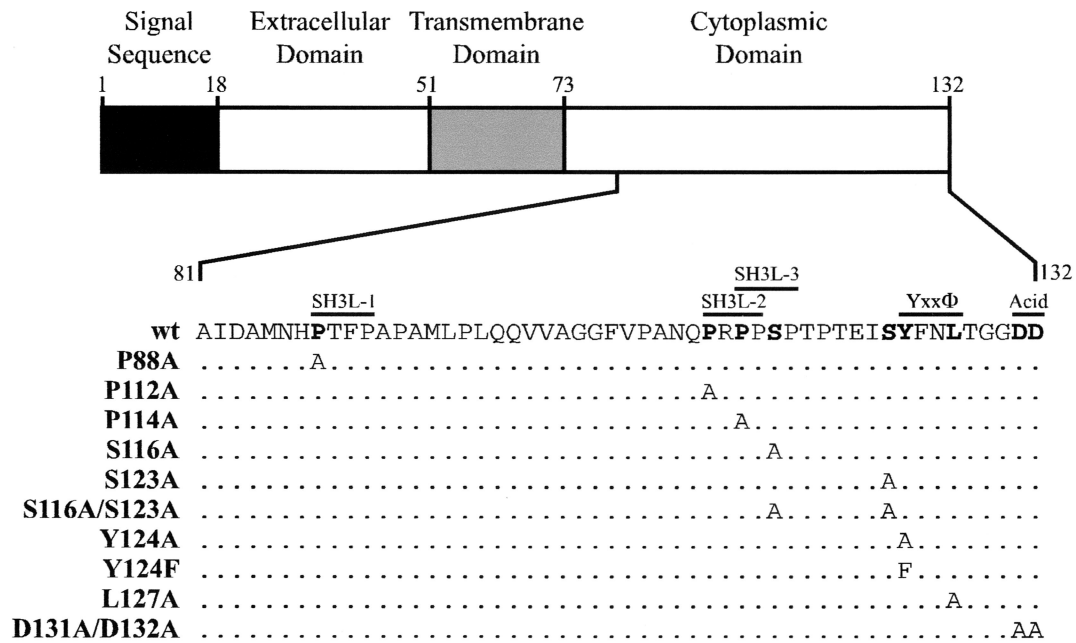 Signal Sequence
Extracellular Domain
Transmembrane Domain
Cytoplasmic Domain
1 18 51 73 132
81 132
SH3L-3
SH3L-1 SH3L-2 YxxΦ Acid
wt AIDAMNHPTFPAPAMLPLQQVVAGGFVPANQPRPPSPTPTEISYFNLTGGDD
P88A .......A............................................
P112A ...............................A....................
P114A .................................A..................
S116A ...................................A................
S123A ..........................................A.........
S116A/S123A ...................................A......A.........
Y124A ...........................................A........
Y124F ...........................................F........
L127A ..............................................A.....
D131A/D132A ..................................................AA